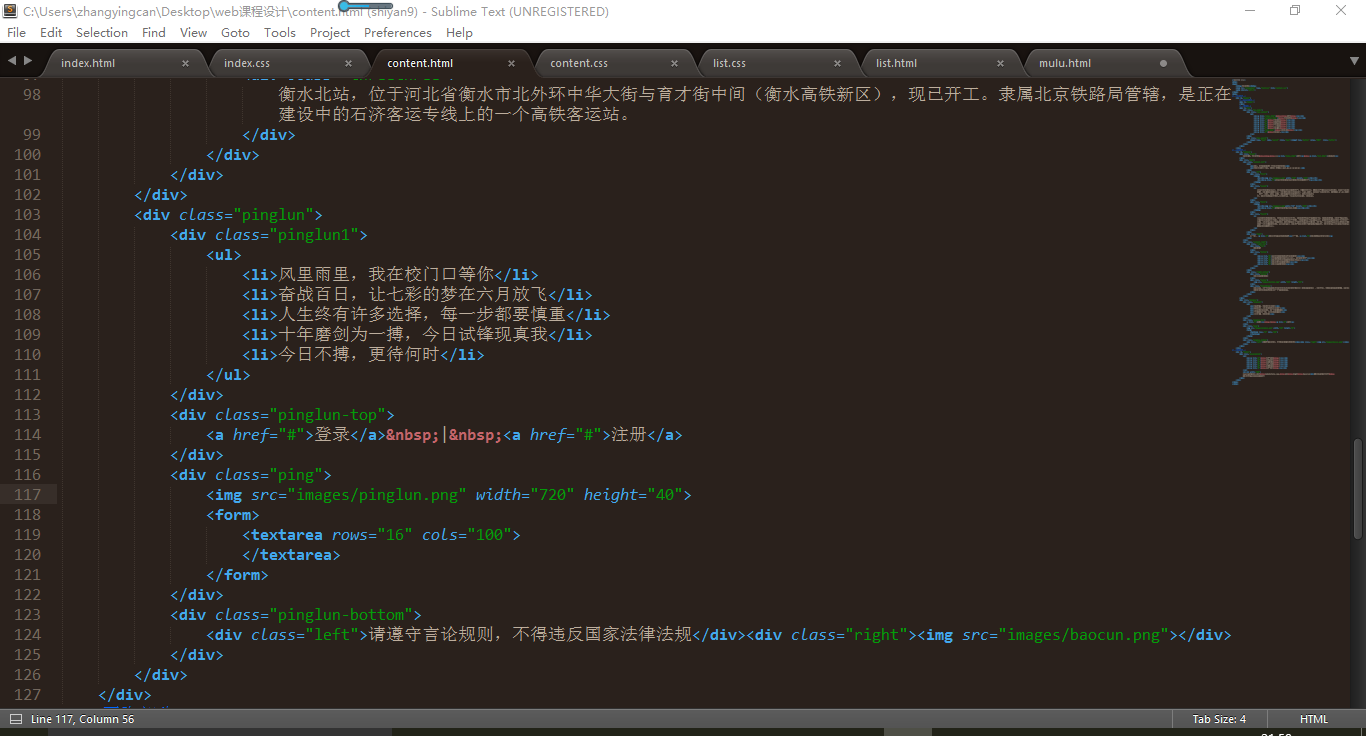 C:\Users\zhangyingcan\Desktop\web课程设计\content.html (shiyan9) - Sublime Text (UNREGISTERED)
File Edit Selection Find View Goto Tools Project Preferences Help
index.html × index.css × content.html × content.css × list.css × list.html × mulu.html
98 衡水北站，位于河北省衡水市北外环中华大街与育才街中间（衡水高铁新区），现已开工。隶属北京铁路局管辖，是正在
建设中的石济客运专线上的一个高铁客运站。
99 </div>
100 </div>
101 </div>
102 </div>
103 <div class="pinglun">
104 <div class="pinglun1">
105 <ul>
106 <li>风里雨里，我在校门口等你</li>
107 <li>奋战百日，让七彩的梦在六月放飞</li>
108 <li>人生终有许多选择，每一步都要慎重</li>
109 <li>十年磨剑为一搏，今日试锋现真我</li>
110 <li>今日不搏，更待何时</li>
111 </ul>
112 </div>
113 <div class="pinglun-top">
114 <a href="#">登录</a>&nbsp;|&nbsp;<a href="#">注册</a>
115 </div>
116 <div class="ping">
117 <img src="images/pinglun.png" width="720" height="40">
118 <form>
119 <textarea rows="16" cols="100">
120 </textarea>
121 </form>
122 </div>
123 <div class="pinglun-bottom">
124 <div class="left">请遵守言论规则，不得违反国家法律法规</div><div class="right"><img src="images/baocun.png"></div>
125 </div>
126 </div>
127 </div>
Line 117, Column 56 Tab Size: 4 HTML